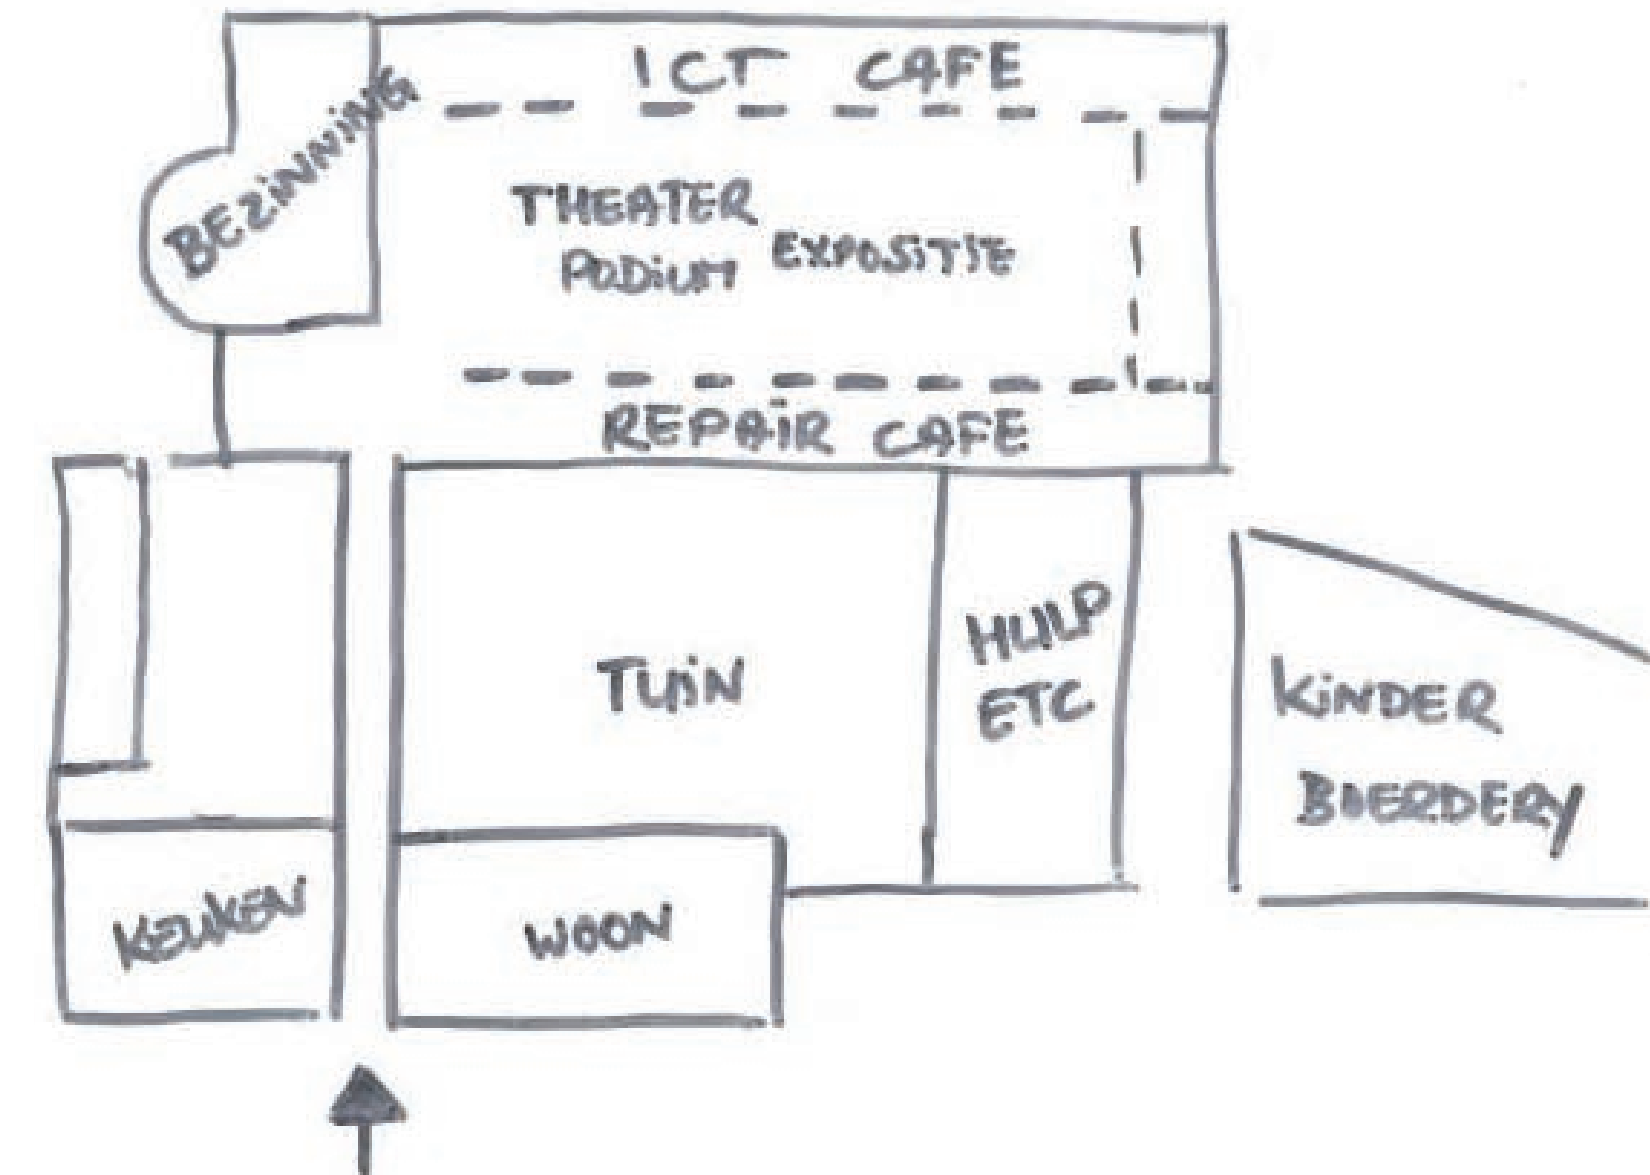 ICT CAFE
BEZINNING
THEATER
PODIUM EXPOSITIE
REPAIR CAFE
TUIN
HULP
ETC
KINDER
BOERDERY
KEUKEN
WOON